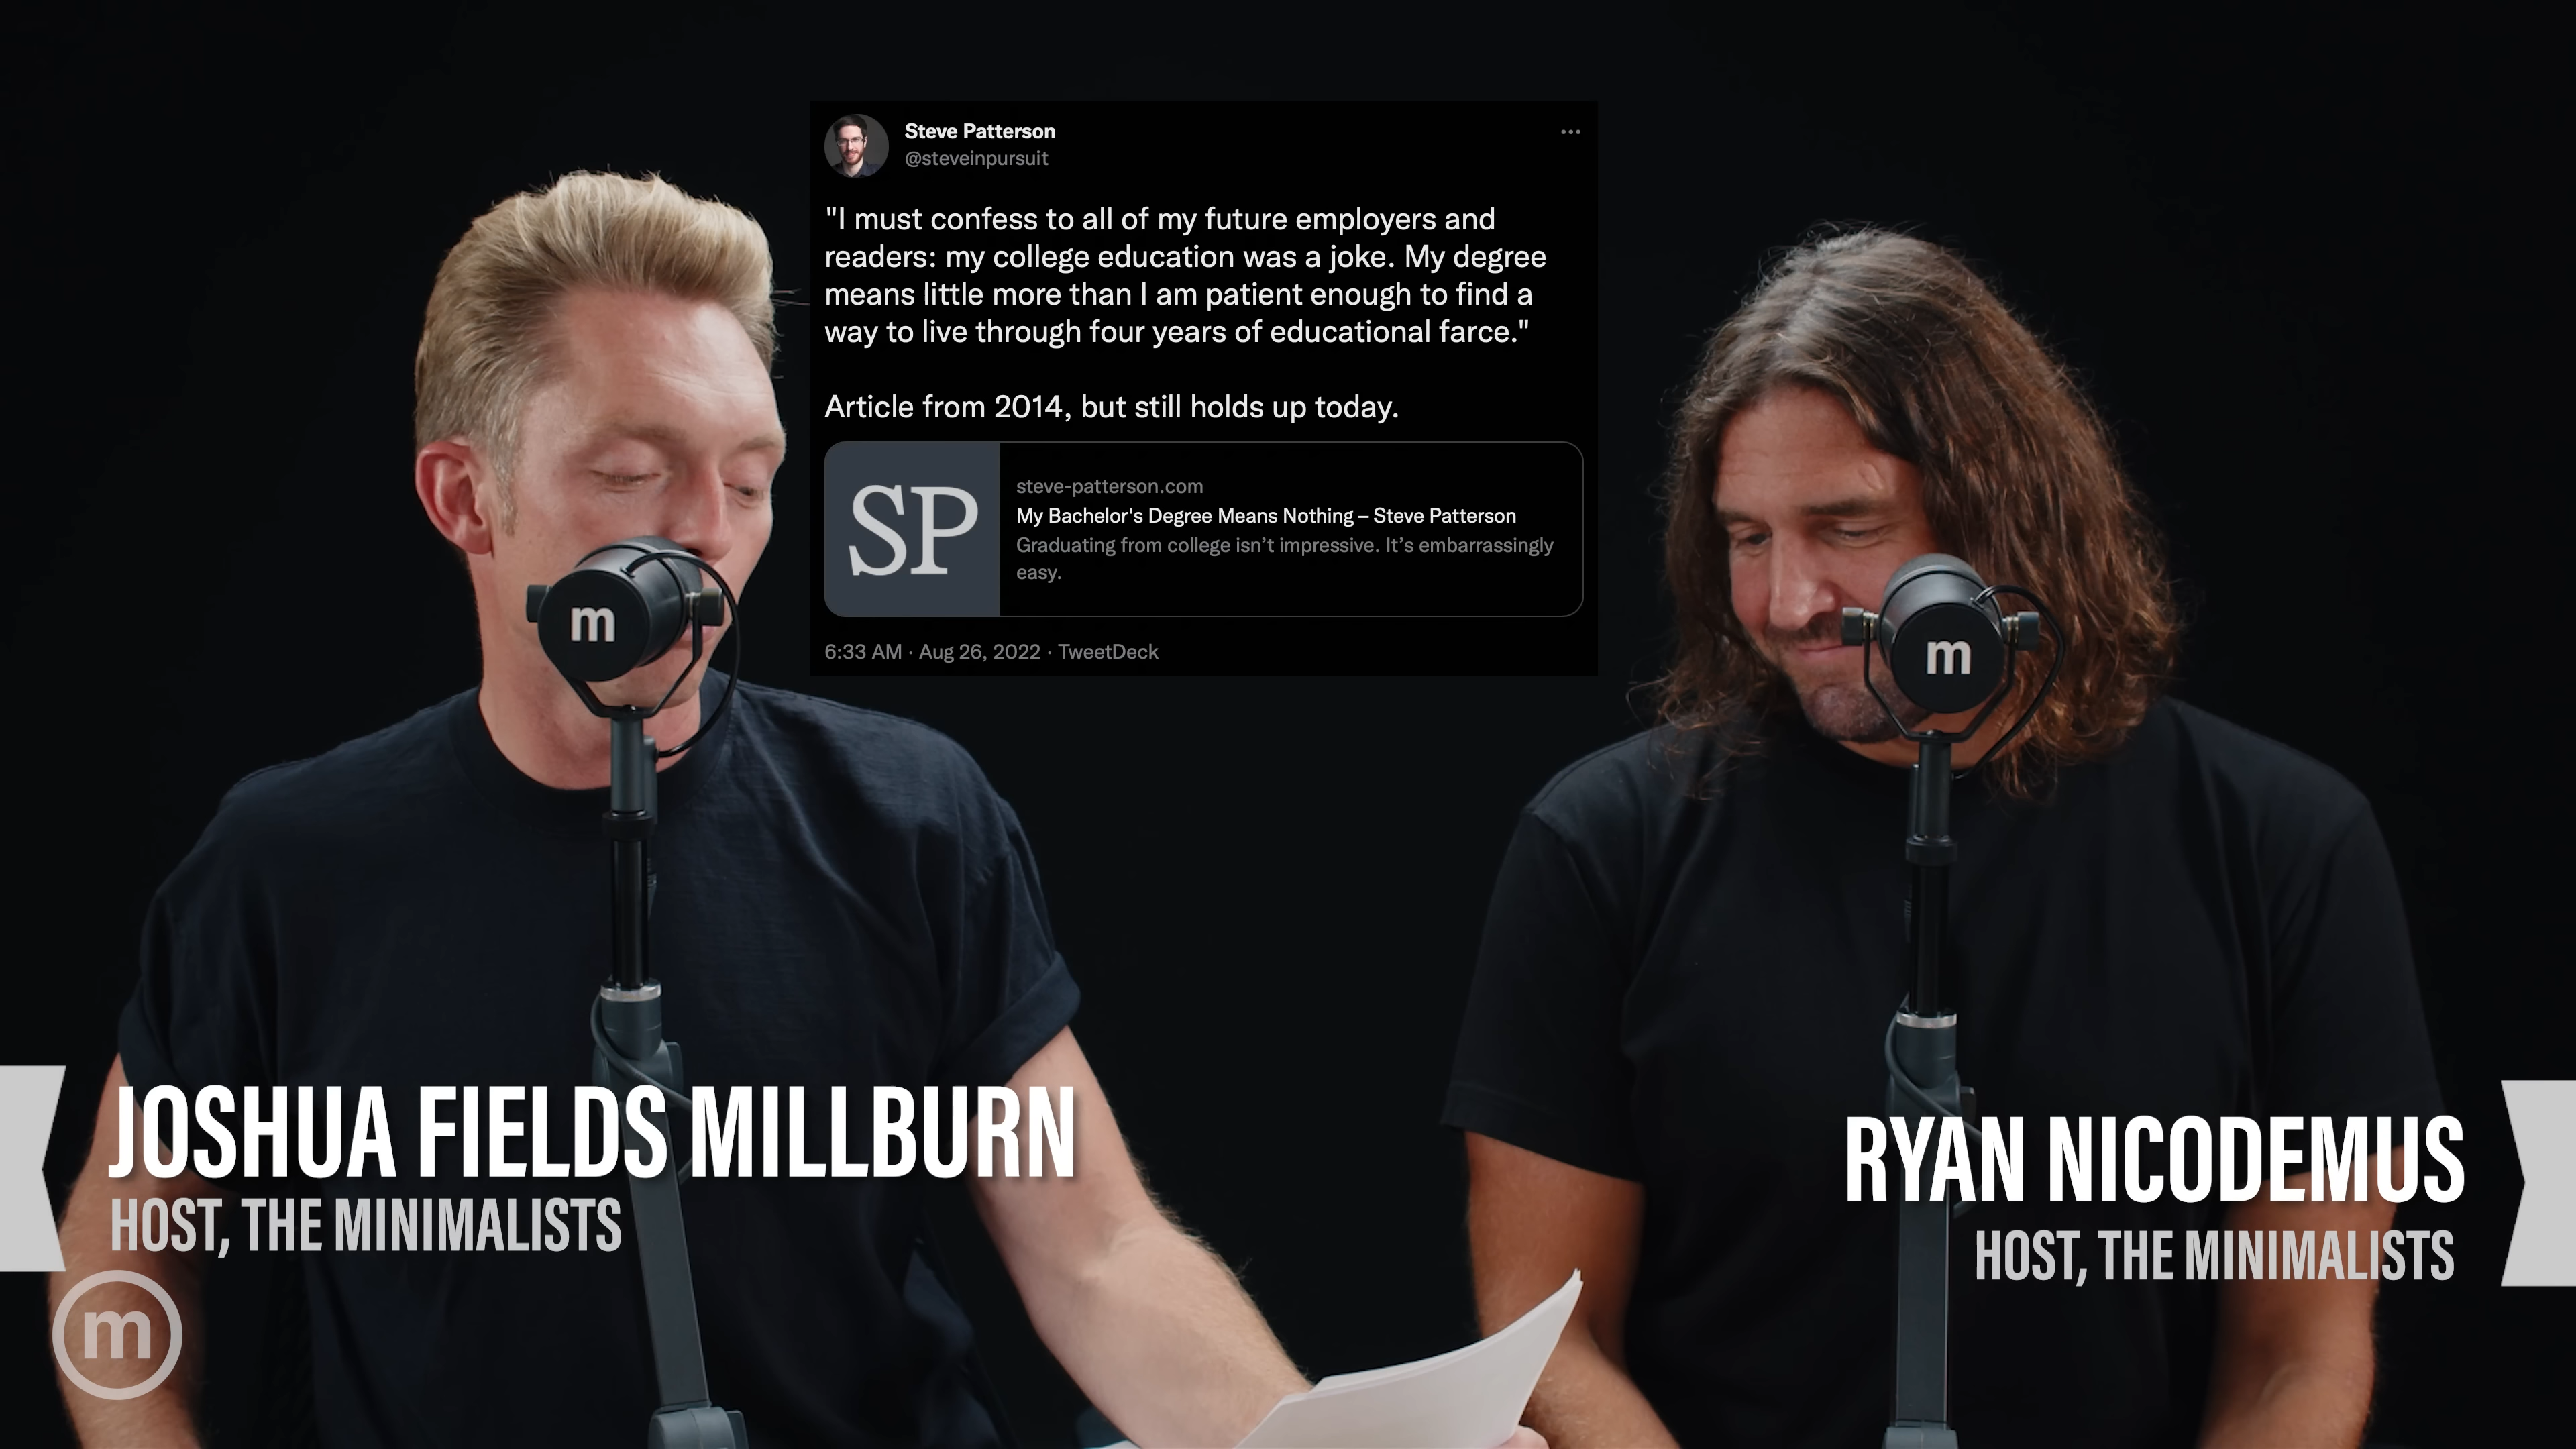 Steve Patterson
@steveinpursuit
"I must confess to all of my future employers and
readers: my college education was a joke. My degree
means little more than I am patient enough to find a
way to live through four years of educational farce."
Article from 2014, but still holds up today.
SP
steve-patterson.com
My Bachelor's Degree Means Nothing – Steve Patterson
Graduating from college isn't impressive. It's embarrassingly
easy.
6:33 AM · Aug 26, 2022 · TweetDeck
m
m
JOSHUA FIELDS MILLBURN
HOST, THE MINIMALISTS
RYAN NICODEMUS
HOST, THE MINIMALISTS
m